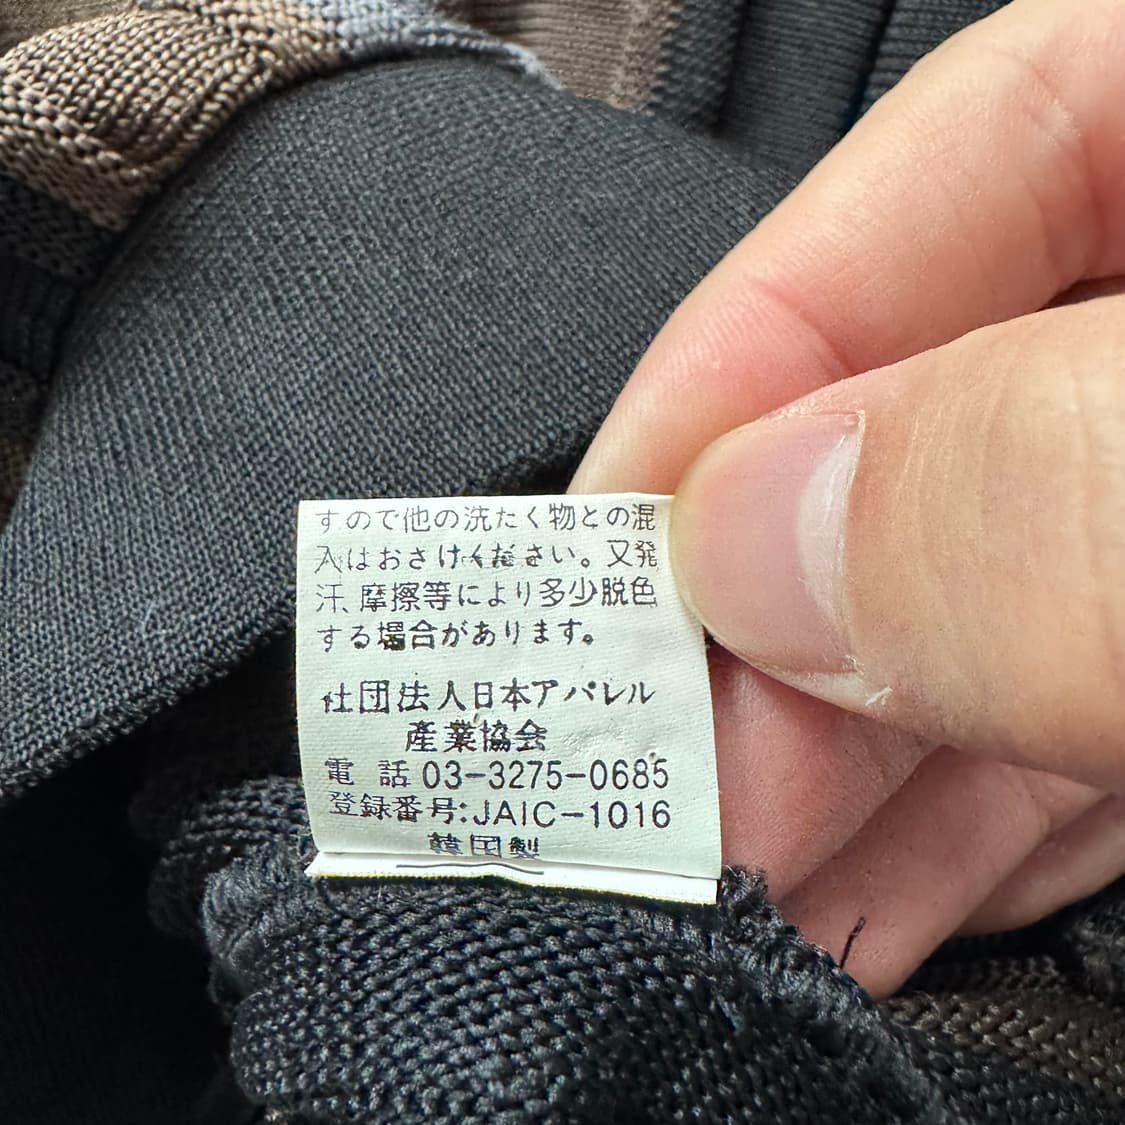 すので他の洗たく物との混
入はおさけください。又発
汗、摩擦等により多少脱色
する場合があります。
社団法人日本アパレル
産業協会
電 話 03-3275-0685
登録番号:JAIC-1016
韓国製